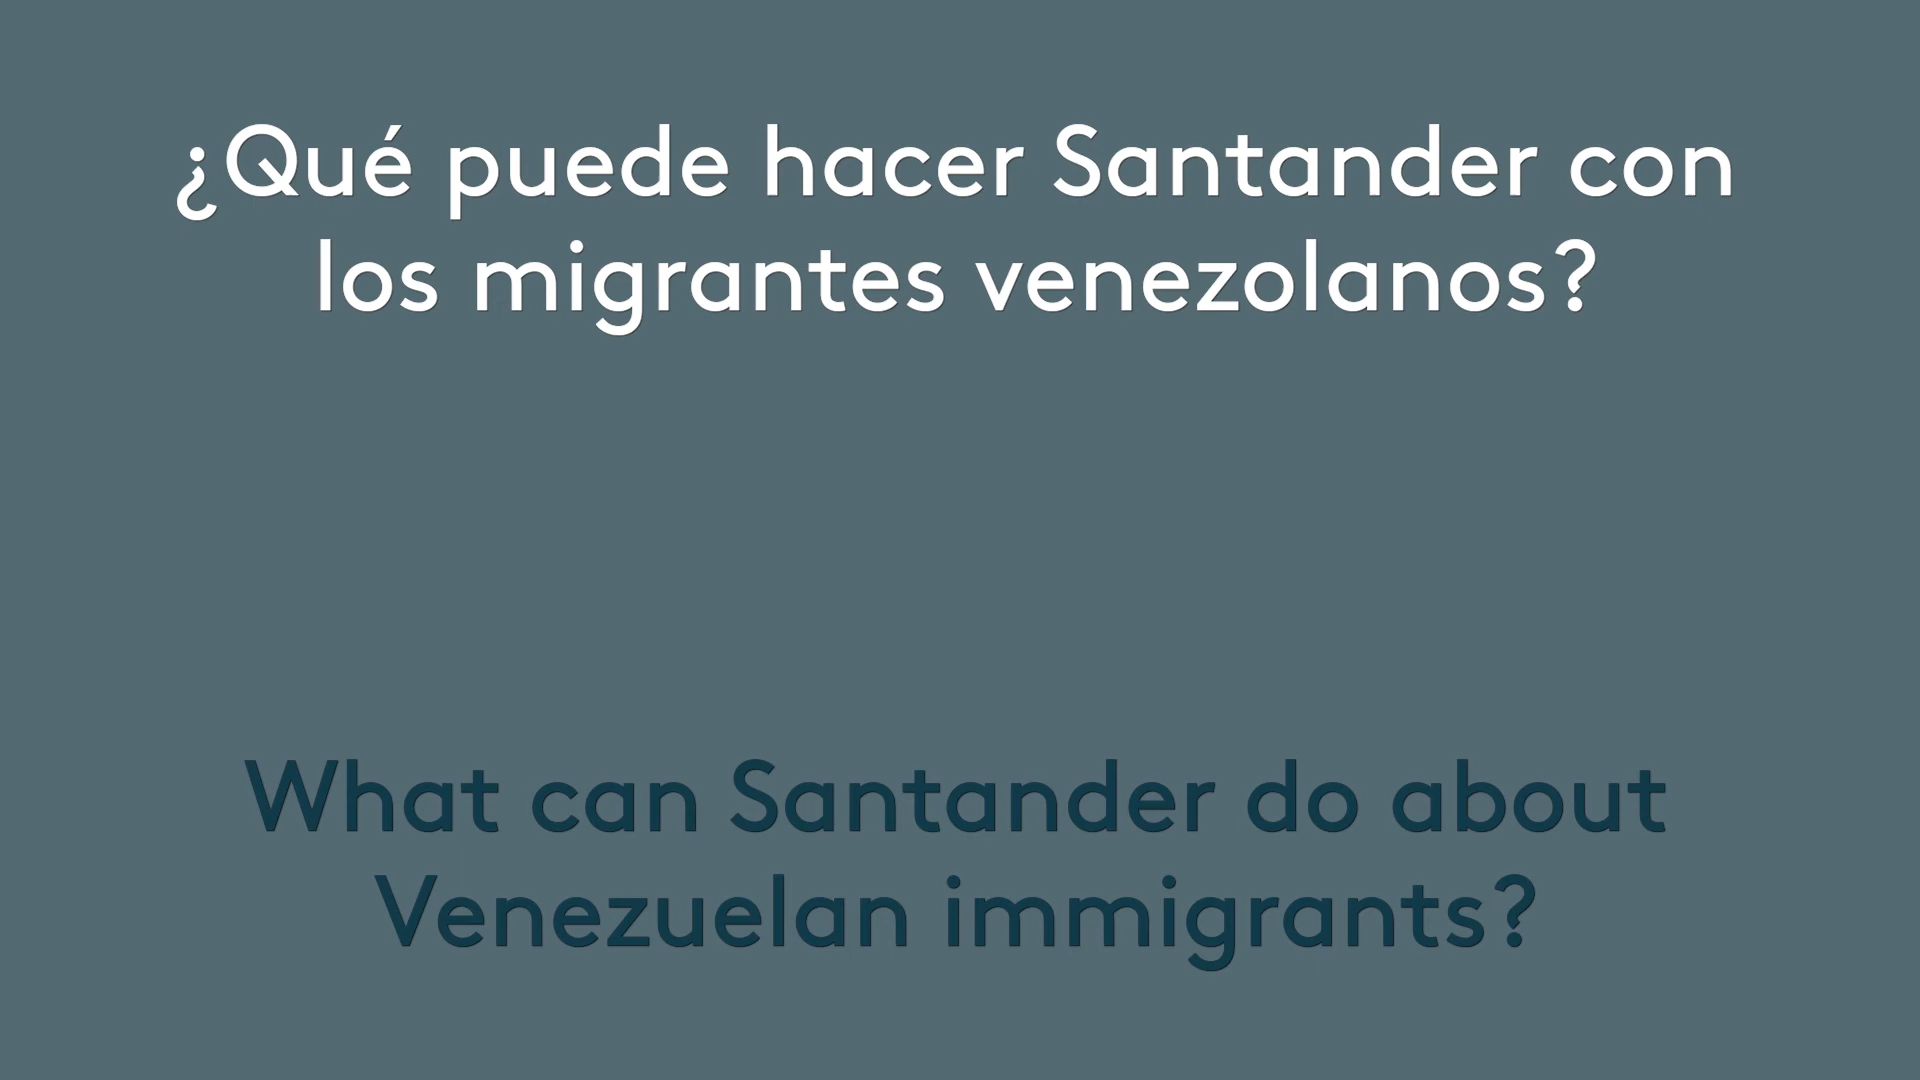 ¿Qué puede hacer Santander con
los migrantes venezolanos?
What can Santander do about
Venezuelan immigrants?